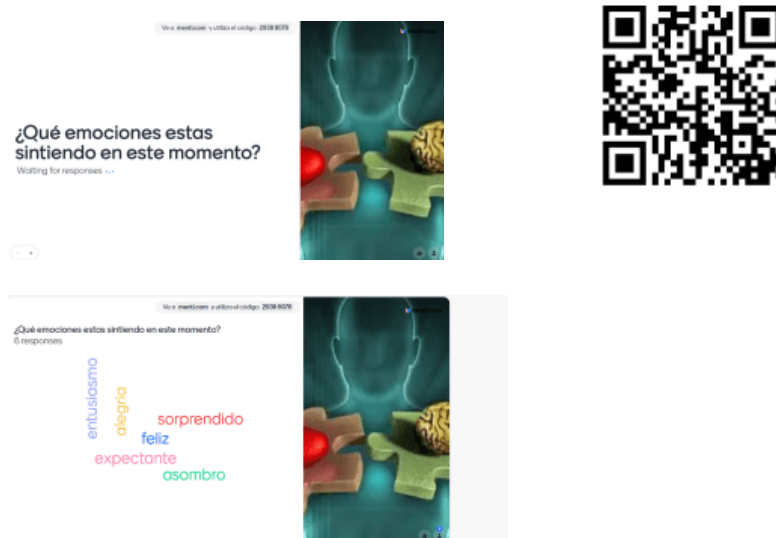 Ve a menti.com y utiliza el código 2938 8078
¿Qué emociones estas
sintiendo en este momento?
Waiting for responses
Ve a menti.com y utiliza el código 2938 8078
¿Qué emociones estas sintiendo en este momento?
6 responses
entusiasmo
alegria
sorprendido
feliz
expectante
asombro